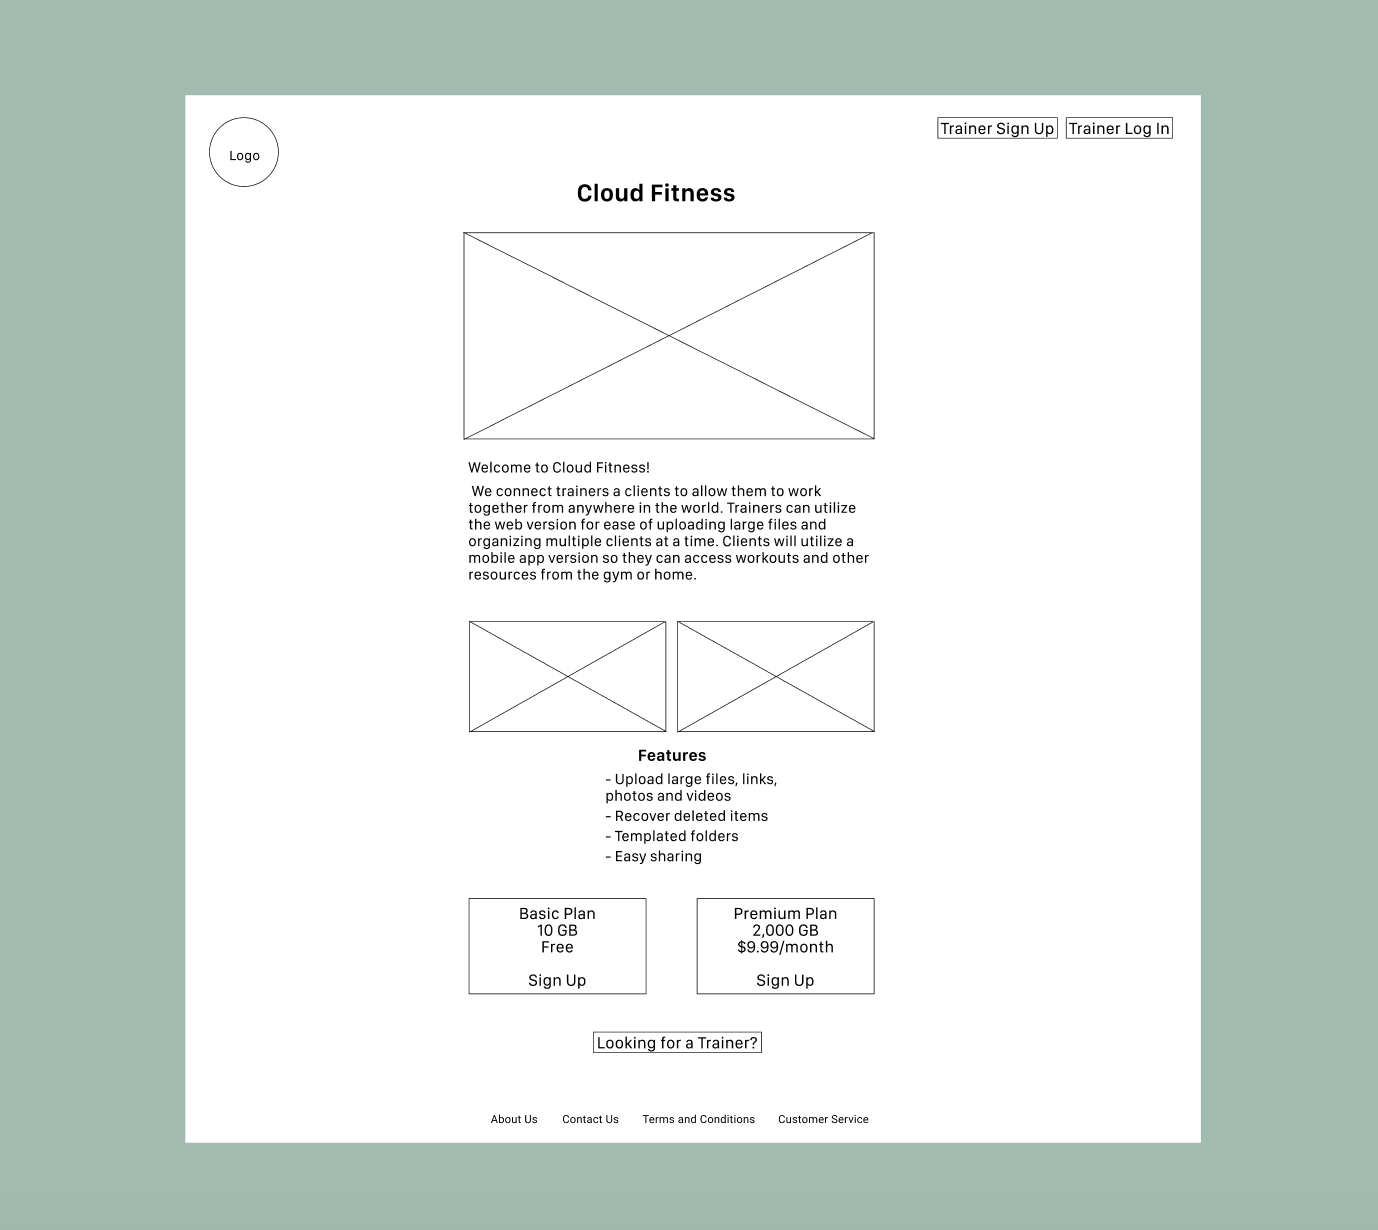 Logo
Trainer Sign Up
Trainer Log In
Cloud Fitness
Welcome to Cloud Fitness!
We connect trainers a clients to allow them to work
together from anywhere in the world. Trainers can utilize
the web version for ease of uploading large files and
organizing multiple clients at a time. Clients will utilize a
mobile app version so they can access workouts and other
resources from the gym or home.
Features
- Upload large files, links,
photos and videos
- Recover deleted items
- Templated folders
- Easy sharing
Basic Plan
10 GB
Free
Sign Up
Premium Plan
2,000 GB
$9.99/month
Sign Up
Looking for a Trainer?
About Us
Contact Us
Terms and Conditions
Customer Service